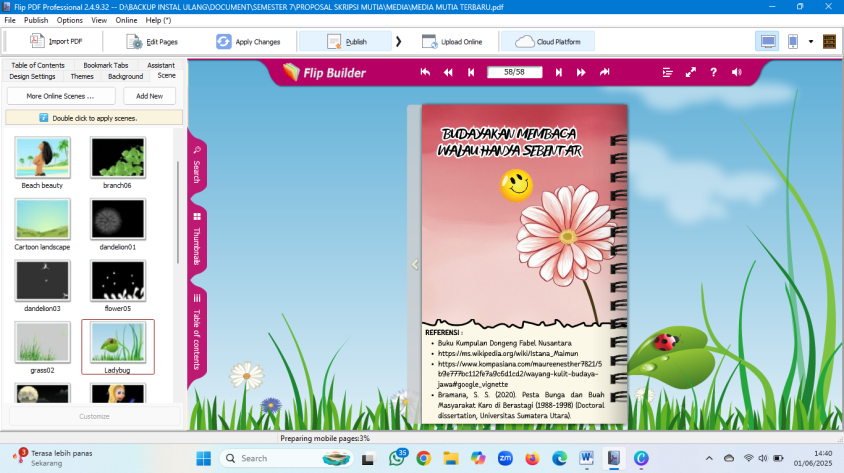 Flip PDF Professional 2.4.9.32 -- D:\BACKUP INSTAL ULANG\DOCUMENT\SEMESTER 7\PROPOSAL SKRIPSI MUTIA\MEDIA\MEDIA MUTIA TERBARU.pdf
File Publish Options View Online Help (*)
Import PDF
Edit Pages
Apply Changes
Publish
Upload Online
Cloud Platform
Table of Contents Bookmark Tabs Assistant
Design Settings Themes Background Scene
More Online Scenes ... Add New
Double click to apply scenes.
Beach beauty branch06
Cartoon landscape dandelion01
dandelion03 flower05
grass02 Ladybug
Customize
Flip Builder
58/58
Search
Thumbnails
Table of contents
BUDAYAKAN MEMBACA
WALAU HANYA SEBENTAR
REFERENSI :
• Buku Kumpulan Dongeng Fabel Nusantara
• https://ms.wikipedia.org/wiki/Istana_Maimun
• https://www.kompasiana.com/maureenesther7821/5
b9e777bc112fe7a9c6d1cd2/wayang-kulit-budaya-
jawa#google_vignette
• Bramana, S. S. (2020). Pesta Bunga dan Buah
Masyarakat Karo di Berastagi (1988-1998) (Doctoral
dissertation, Universitas Sumatera Utara).
Preparing mobile pages:3%
3
Terasa lebih panas
Sekarang
Search
35
zm
14:40
01/06/2025